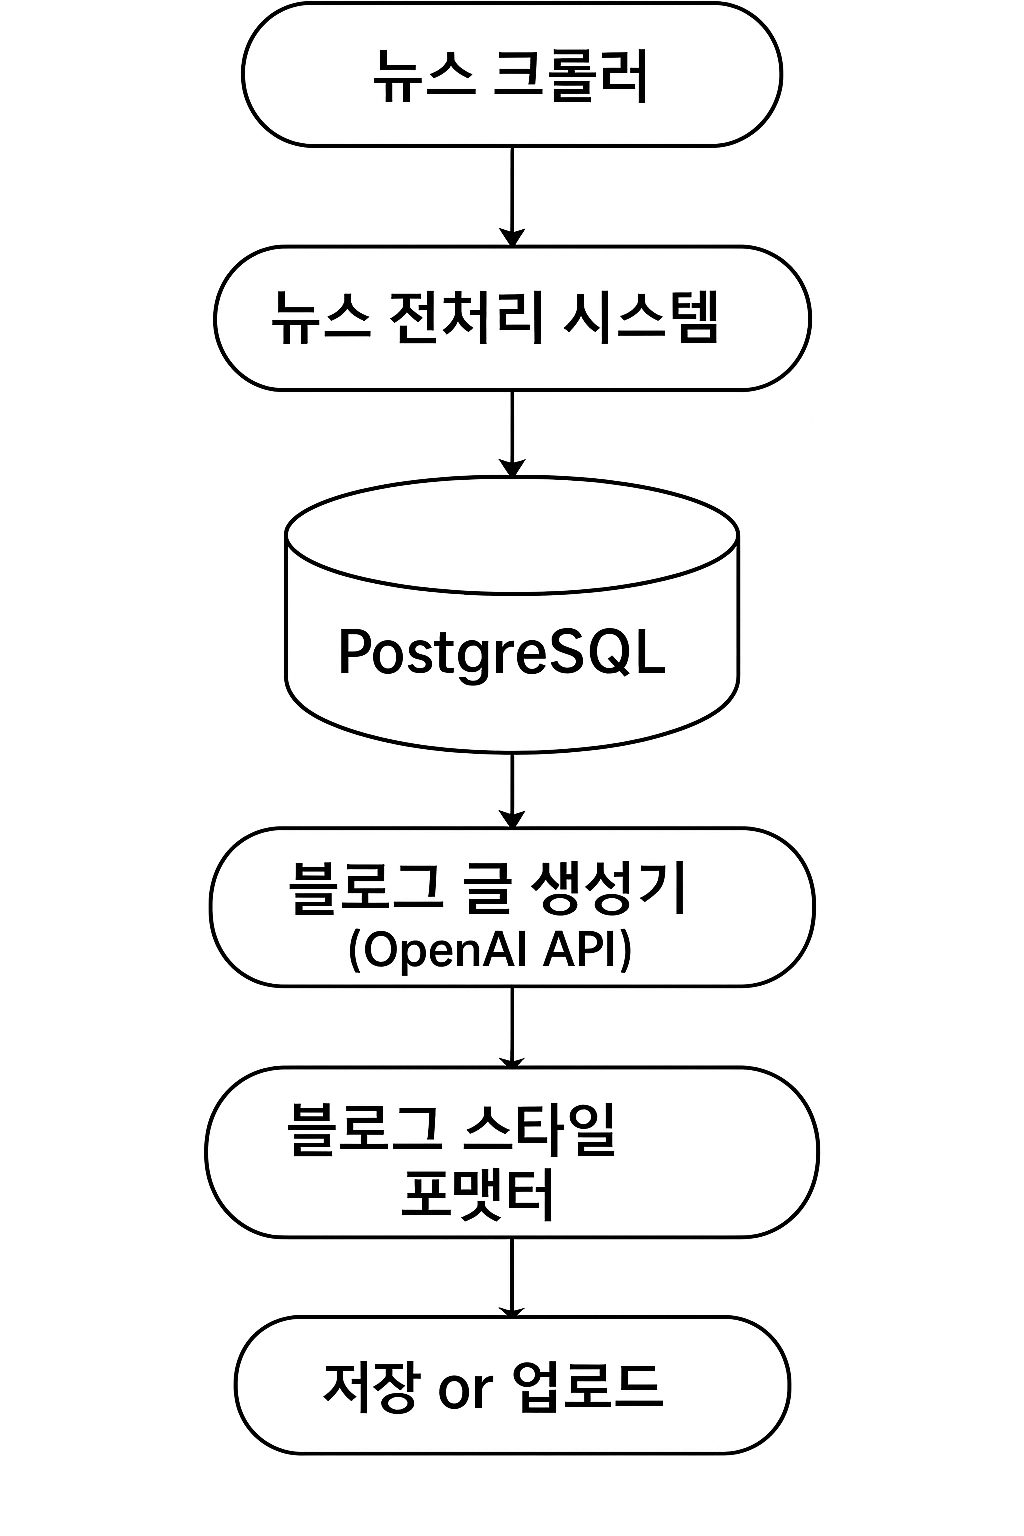 뉴스 크롤러
뉴스 전처리 시스템
PostgreSQL
블로그 글 생성기
(OpenAI API)
블로그 스타일
포맷터
저장 or 업로드